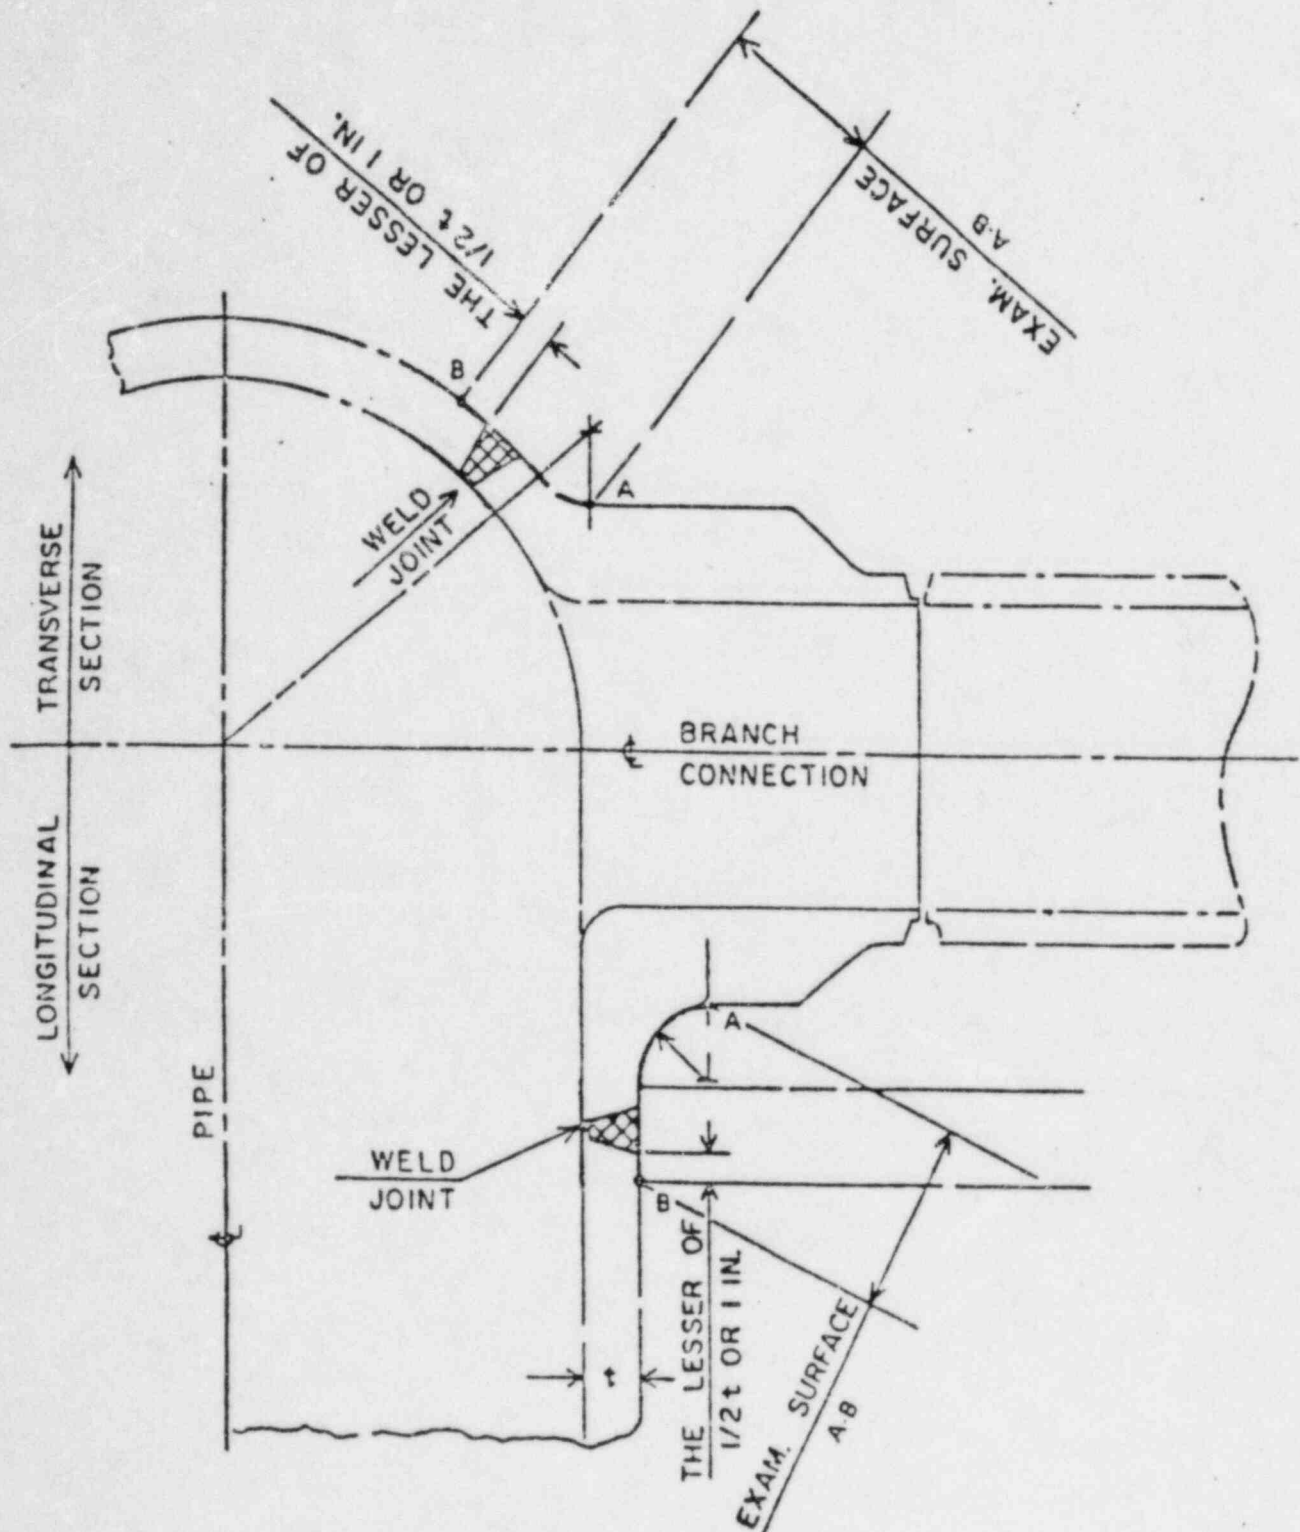 THE LESSER OF
1/2 t OR 1 IN.
EXAM. SURFACE
A-B
B
A
WELD
JOINT
TRANSVERSE
SECTION
LONGITUDINAL
SECTION
BRANCH
CONNECTION
PIPE
A
WELD
JOINT
B
THE LESSER OF
1/2 t OR 1 IN.
t
EXAM. SURFACE
A-B